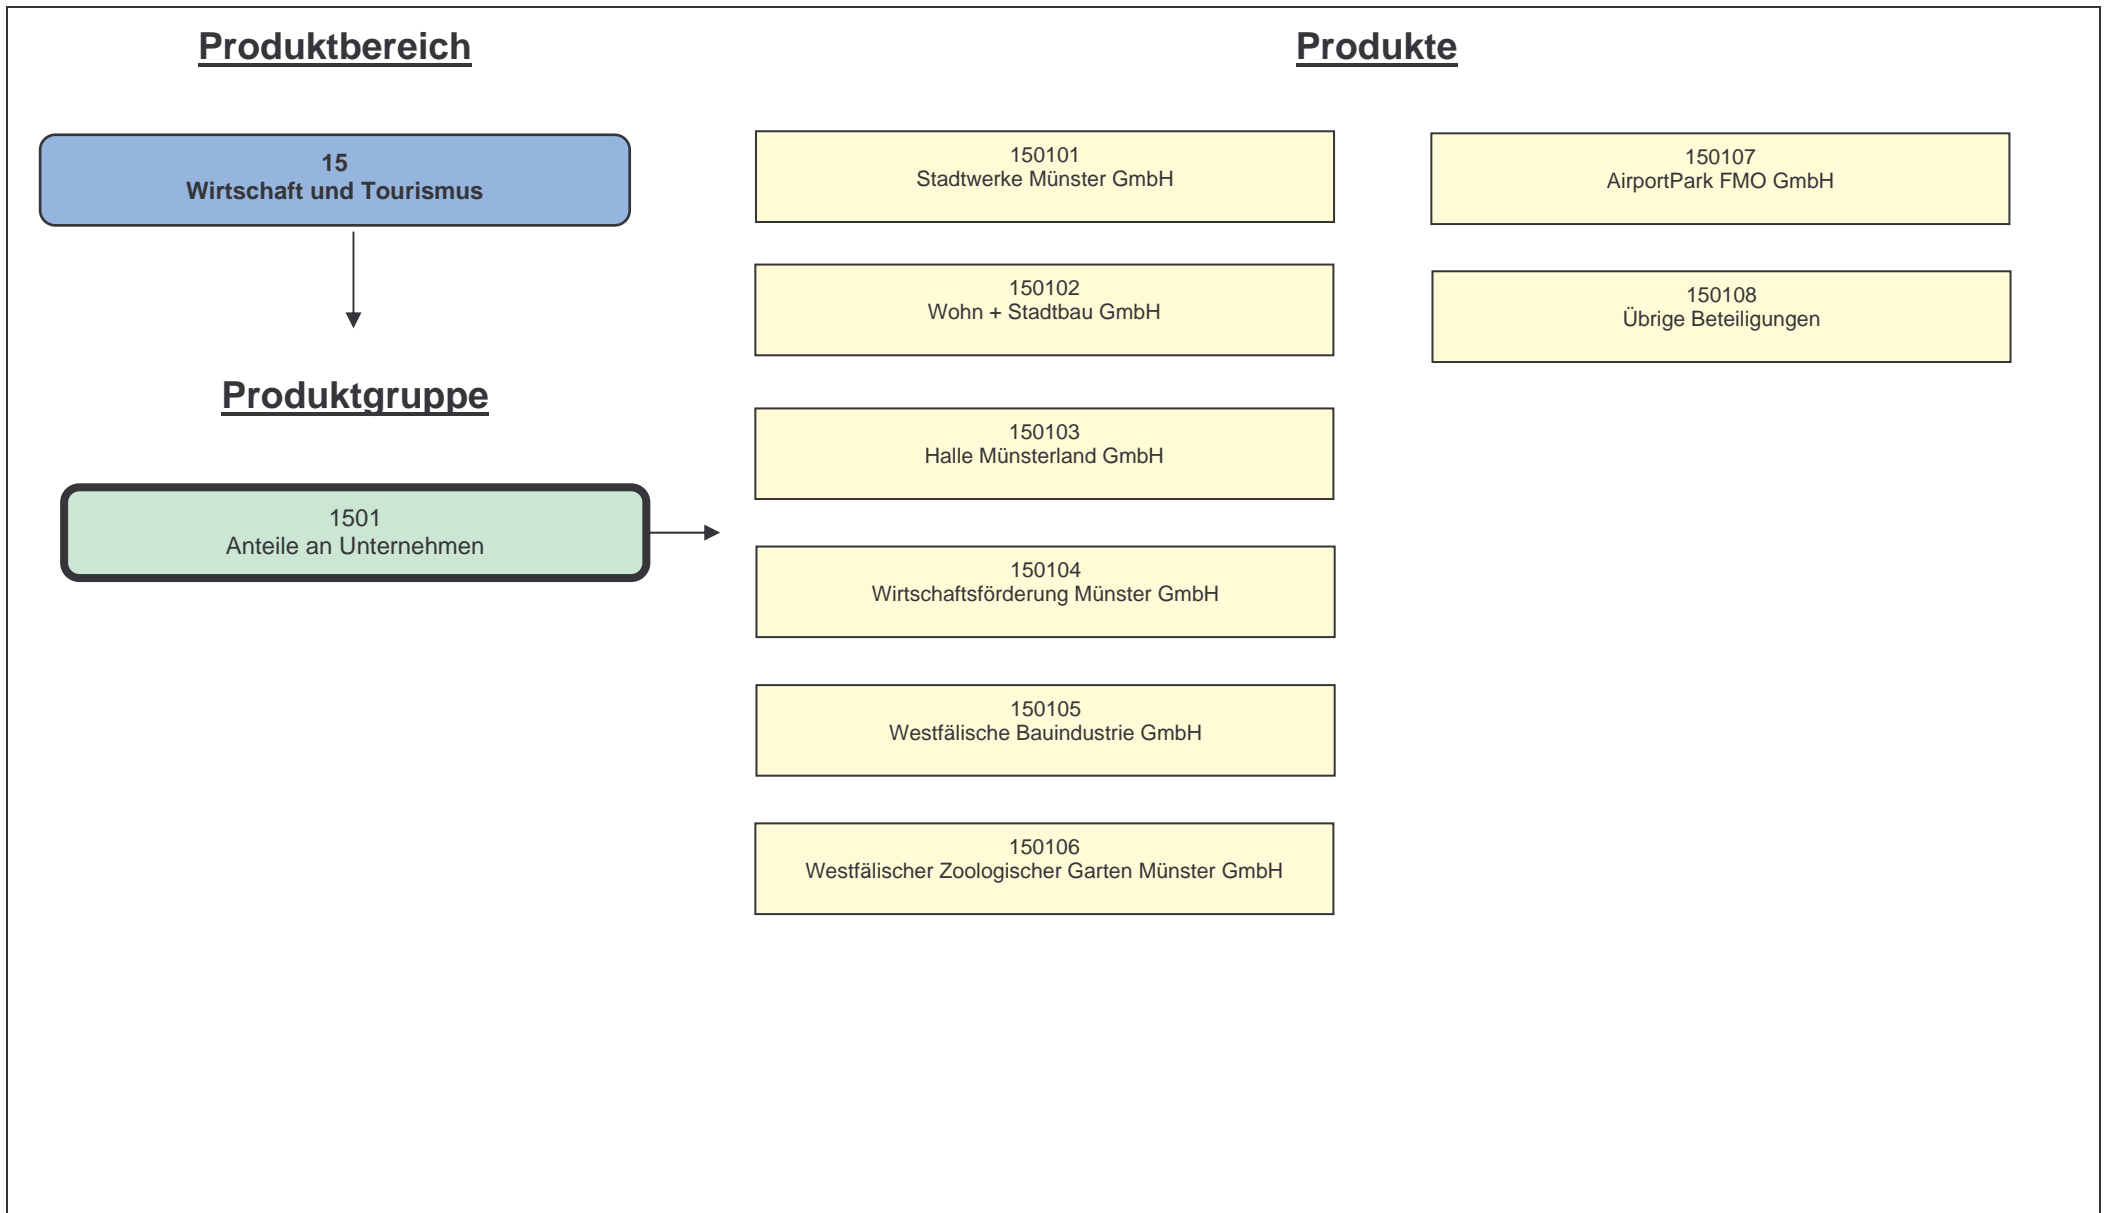 Produktbereich
Produkte
15
Wirtschaft und Tourismus
Produktgruppe
1501
Anteile an Unternehmen
150101
Stadtwerke Münster GmbH
150102
Wohn + Stadtbau GmbH
150103
Halle Münsterland GmbH
150104
Wirtschaftsförderung Münster GmbH
150105
Westfälische Bauindustrie GmbH
150106
Westfälischer Zoologischer Garten Münster GmbH
150107
AirportPark FMO GmbH
150108
Übrige Beteiligungen